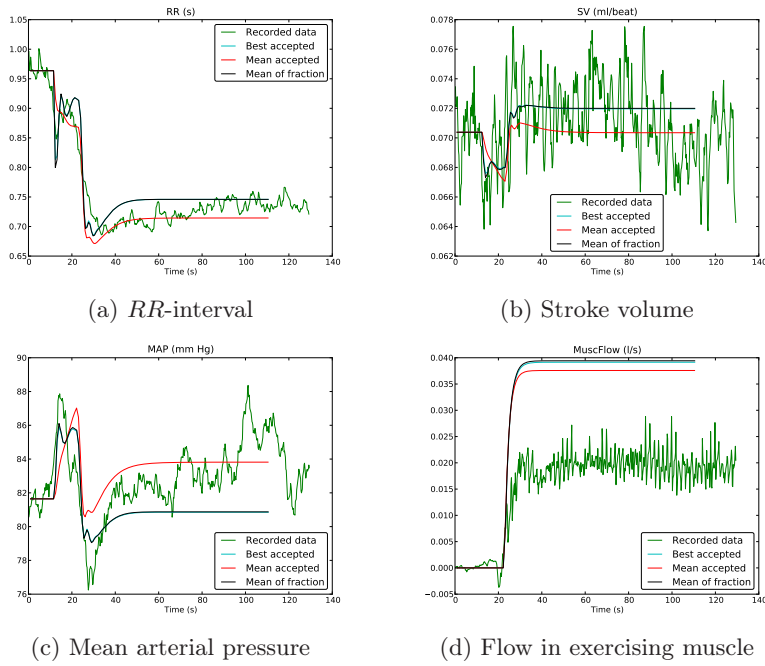 RR (s)
1.05
1.00
0.95
0.90
0.85
0.80
0.75
0.70
0.65
0 20 40 60 80 100 120 140
Time (s)
Recorded data
Best accepted
Mean accepted
Mean of fraction
(a) RR-interval
SV (ml/beat)
0.078
0.076
0.074
0.072
0.070
0.068
0.066
0.064
0.062
0 20 40 60 80 100 120 140
Time (s)
Recorded data
Best accepted
Mean accepted
Mean of fraction
(b) Stroke volume
MAP (mm Hg)
90
88
86
84
82
80
78
76
0 20 40 60 80 100 120 140
Time (s)
Recorded data
Best accepted
Mean accepted
Mean of fraction
(c) Mean arterial pressure
MuscFlow (l/s)
0.040
0.035
0.030
0.025
0.020
0.015
0.010
0.005
0.000
−0.005
0 20 40 60 80 100 120 140
Time (s)
Recorded data
Best accepted
Mean accepted
Mean of fraction
(d) Flow in exercising muscle